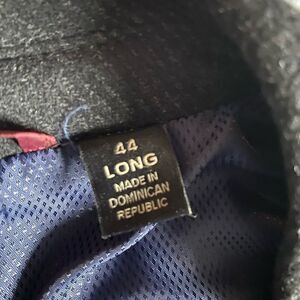 44
LONG
MADE IN
DOMINICAN
REPUBLIC